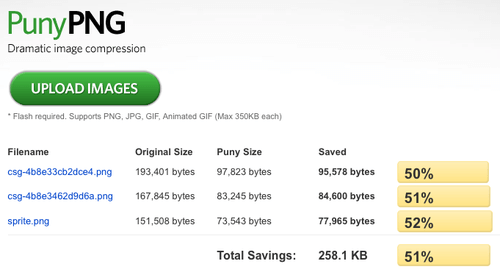 PunyPNG
Dramatic image compression
UPLOAD IMAGES
* Flash required. Supports PNG, JPG, GIF, Animated GIF (Max 350KB each)
Filename Original Size Puny Size Saved
csg-4b8e33cb2dce4.png 193,401 bytes 97,823 bytes 95,578 bytes 50%
csg-4b8e3462d9d6a.png 167,845 bytes 83,245 bytes 84,600 bytes 51%
sprite.png 151,508 bytes 73,543 bytes 77,965 bytes 52%
Total Savings: 258.1 KB 51%